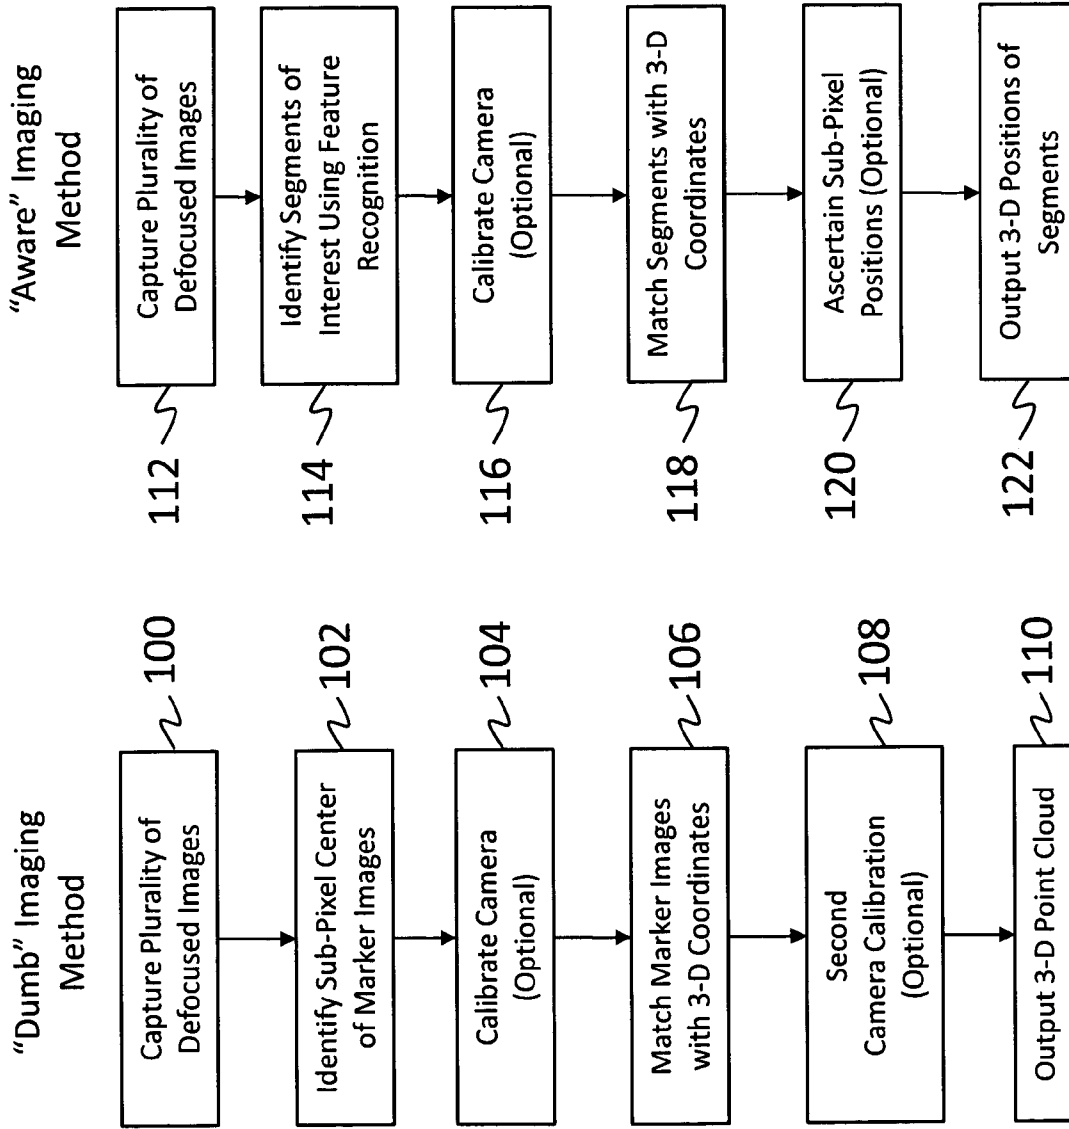 "Dumb" Imaging
Method
Capture Plurality of
Defocused Images
100
Identify Sub-Pixel Center
of Marker Images
102
Calibrate Camera
(Optional)
104
Match Marker Images
with 3-D Coordinates
106
Second
Camera Calibration
(Optional)
108
Output 3-D Point Cloud
110
"Aware" Imaging
Method
Capture Plurality of
Defocused Images
112
Identify Segments of
Interest Using Feature
Recognition
114
Calibrate Camera
(Optional)
116
Match Segments with 3-D
Coordinates
118
Ascertain Sub-Pixel
Positions (Optional)
120
Output 3-D Positions of
Segments
122